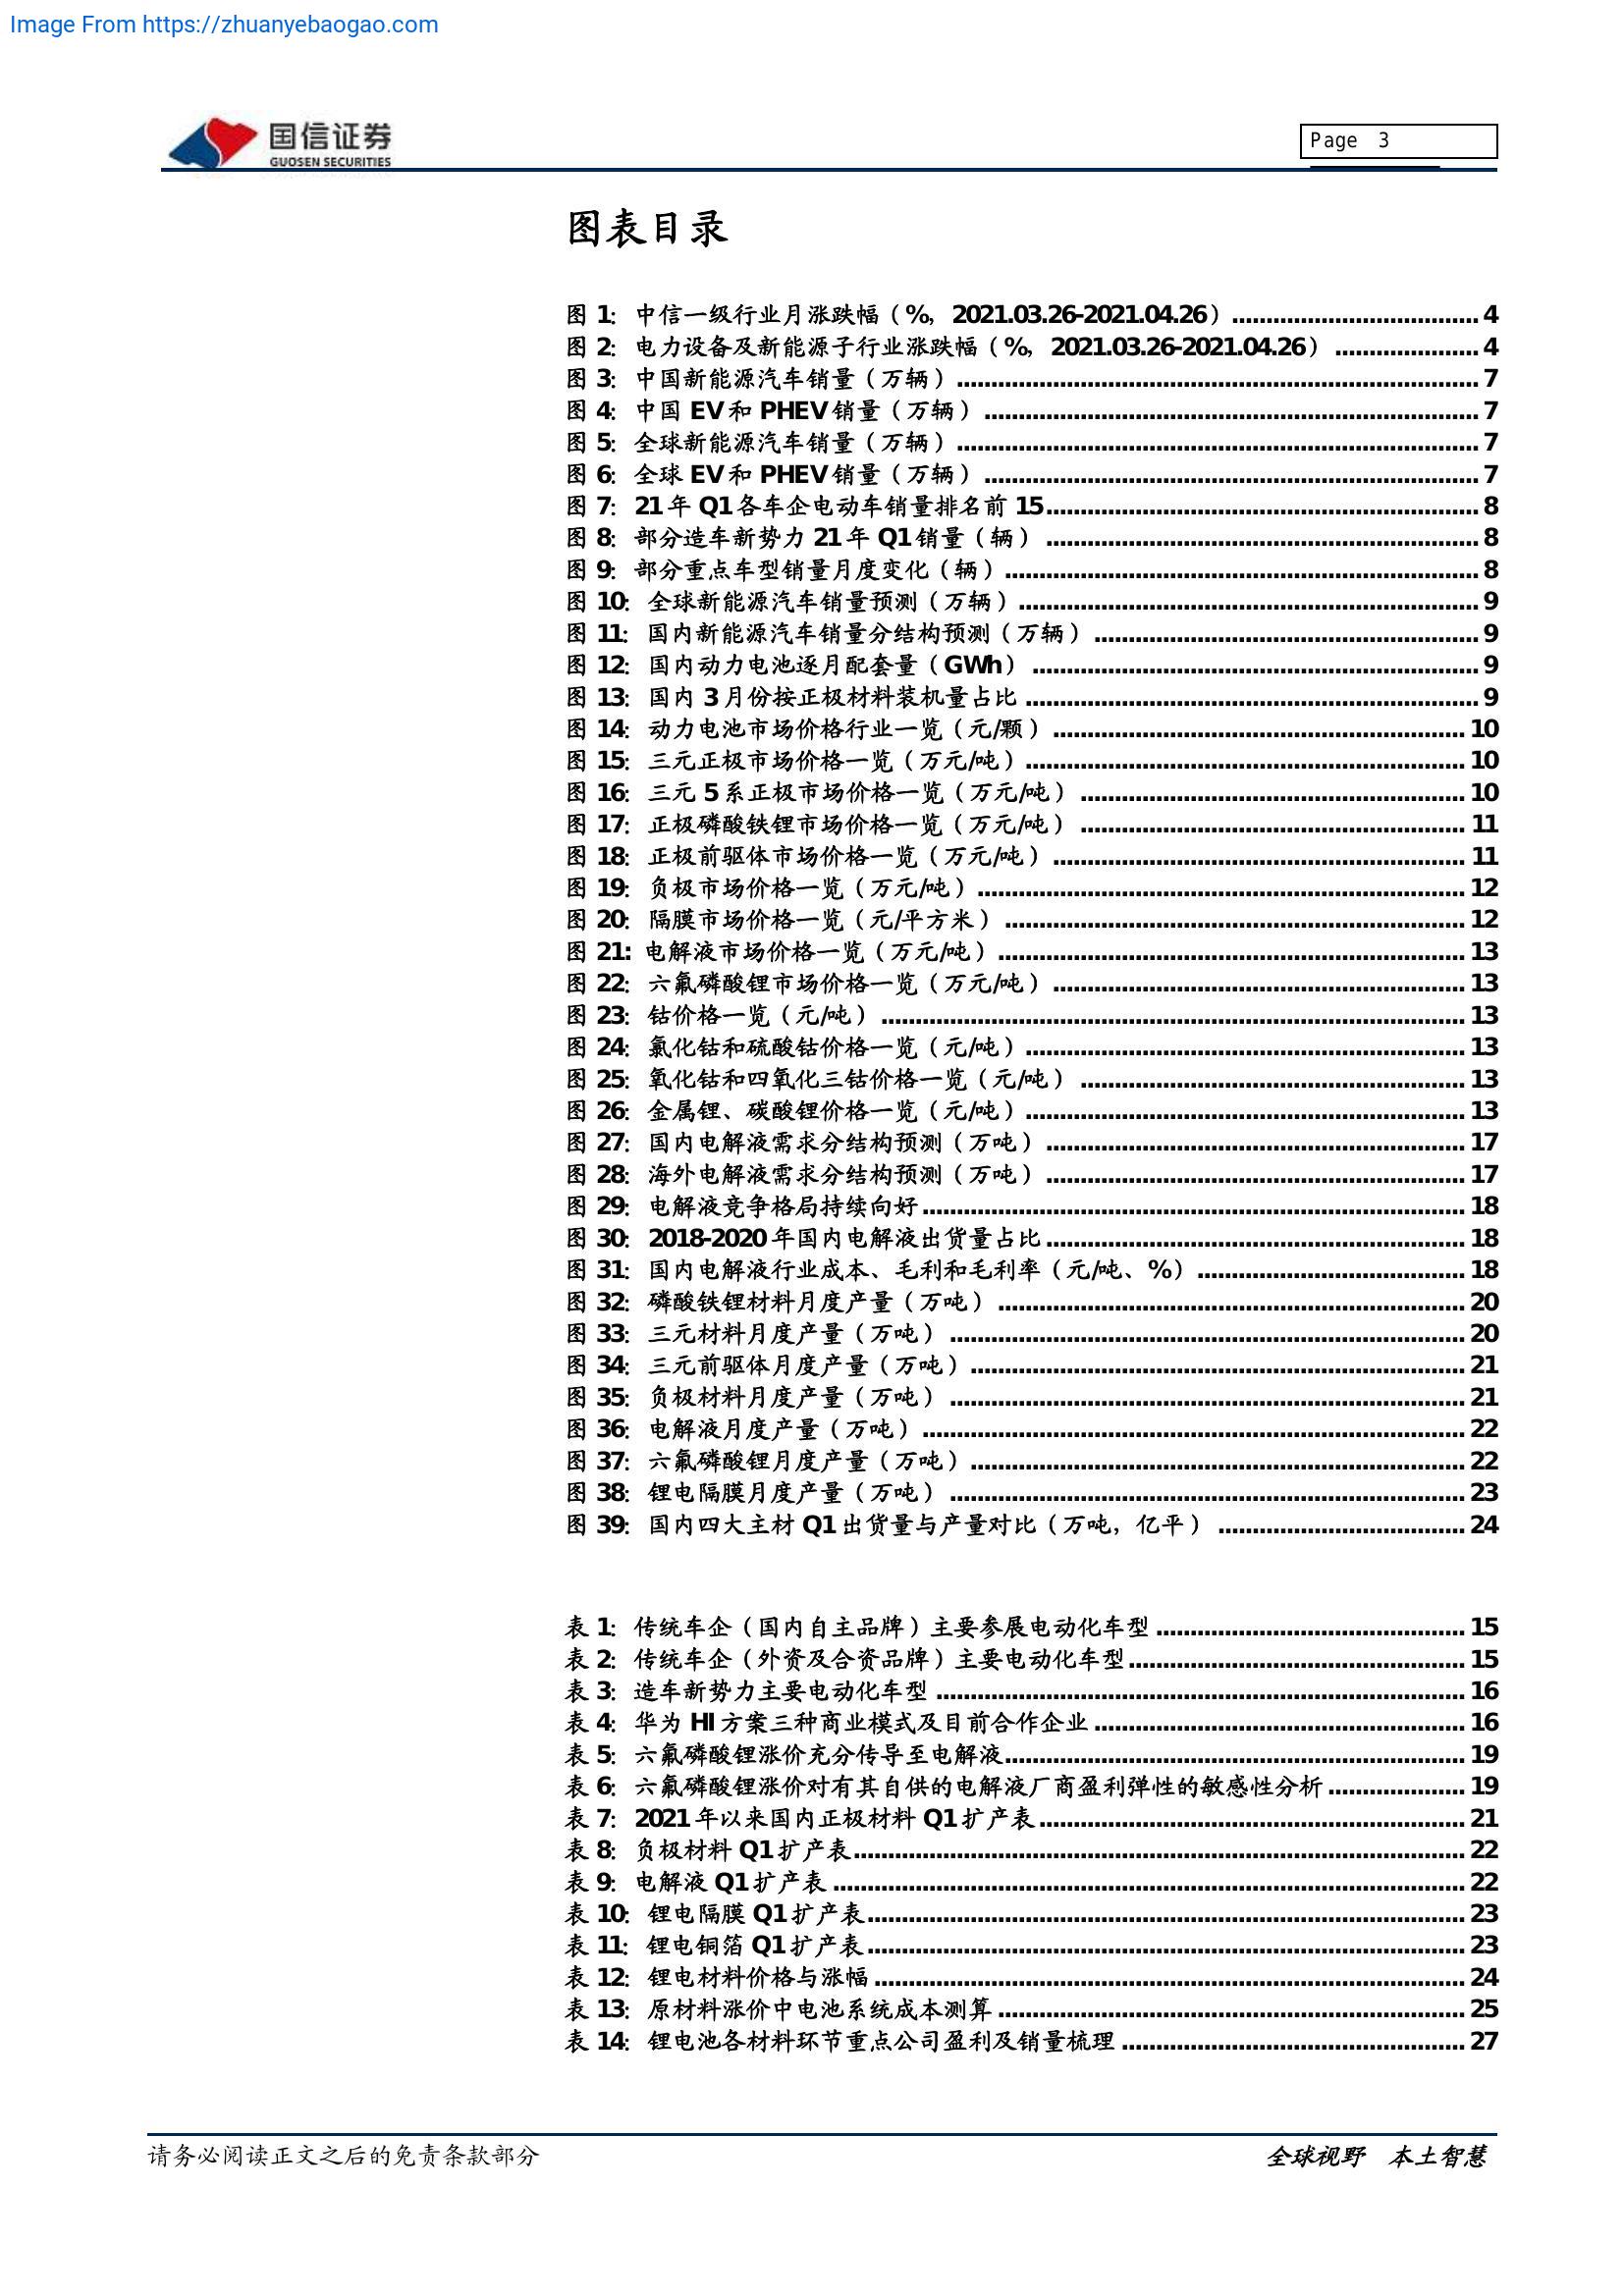 Image From https://zhuanyebaogao.com
国信证券
GUOSEN SECURITIES
Page 3
图表目录
图 1: 中信一级行业月涨跌幅（%，2021.03.26-2021.04.26）.................................... 4
图 2: 电力设备及新能源子行业涨跌幅（%，2021.03.26-2021.04.26）..................... 4
图 3: 中国新能源汽车销量（万辆）............................................................................ 7
图 4: 中国 EV 和 PHEV 销量（万辆）........................................................................ 7
图 5: 全球新能源汽车销量（万辆）............................................................................ 7
图 6: 全球 EV 和 PHEV 销量（万辆）........................................................................ 7
图 7: 21 年 Q1 各车企电动车销量排名前 15............................................................... 8
图 8: 部分造车新势力 21 年 Q1 销量（辆）............................................................... 8
图 9: 部分重点车型销量月度变化（辆）..................................................................... 8
图 10: 全球新能源汽车销量预测（万辆）................................................................... 9
图 11: 国内新能源汽车销量分结构预测（万辆）........................................................ 9
图 12: 国内动力电池逐月配套量（GWh）................................................................. 9
图 13: 国内 3 月份按正极材料装机量占比.................................................................. 9
图 14: 动力电池市场价格行业一览（元/颗）............................................................ 10
图 15: 三元正极市场价格一览（万元/吨）................................................................ 10
图 16: 三元 5 系正极市场价格一览（万元/吨）........................................................ 10
图 17: 正极磷酸铁锂市场价格一览（万元/吨）........................................................ 11
图 18: 正极前驱体市场价格一览（万元/吨）............................................................ 11
图 19: 负极市场价格一览（万元/吨）....................................................................... 12
图 20: 隔膜市场价格一览（元/平方米）................................................................... 12
图 21: 电解液市场价格一览（万元/吨）.................................................................... 13
图 22: 六氟磷酸锂市场价格一览（万元/吨）............................................................ 13
图 23: 钴价格一览（元/吨）..................................................................................... 13
图 24: 氯化钴和硫酸钴价格一览（元/吨）................................................................ 13
图 25: 氧化钴和四氧化三钴价格一览（元/吨）........................................................ 13
图 26: 金属锂、碳酸锂价格一览（元/吨）................................................................ 13
图 27: 国内电解液需求分结构预测（万吨）............................................................. 17
图 28: 海外电解液需求分结构预测（万吨）............................................................. 17
图 29: 电解液竞争格局持续向好............................................................................... 18
图 30: 2018-2020 年国内电解液出货量占比............................................................. 18
图 31: 国内电解液行业成本、毛利和毛利率（元/吨、%）....................................... 18
图 32: 磷酸铁锂材料月度产量（万吨）.................................................................... 20
图 33: 三元材料月度产量（万吨）........................................................................... 20
图 34: 三元前驱体月度产量（万吨）........................................................................ 21
图 35: 负极材料月度产量（万吨）........................................................................... 21
图 36: 电解液月度产量（万吨）............................................................................... 22
图 37: 六氟磷酸锂月度产量（万吨）........................................................................ 22
图 38: 锂电隔膜月度产量（万吨）........................................................................... 23
图 39: 国内四大主材 Q1 出货量与产量对比（万吨，亿平）.................................... 24
表 1: 传统车企（国内自主品牌）主要参展电动化车型............................................. 15
表 2: 传统车企（外资及合资品牌）主要电动化车型................................................. 15
表 3: 造车新势力主要电动化车型............................................................................. 16
表 4: 华为 HI 方案三种商业模式及目前合作企业...................................................... 16
表 5: 六氟磷酸锂涨价充分传导至电解液................................................................... 19
表 6: 六氟磷酸锂涨价对有其自供的电解液厂商盈利弹性的敏感性分析.................... 19
表 7: 2021 年以来国内正极材料 Q1 扩产表.............................................................. 21
表 8: 负极材料 Q1 扩产表......................................................................................... 22
表 9: 电解液 Q1 扩产表............................................................................................ 22
表 10: 锂电隔膜 Q1 扩产表....................................................................................... 23
表 11: 锂电铜箔 Q1 扩产表....................................................................................... 23
表 12: 锂电材料价格与涨幅...................................................................................... 24
表 13: 原材料涨价中电池系统成本测算.................................................................... 25
表 14: 锂电池各材料环节重点公司盈利及销量梳理.................................................. 27
请务必阅读正文之后的免责条款部分
全球视野 本土智慧